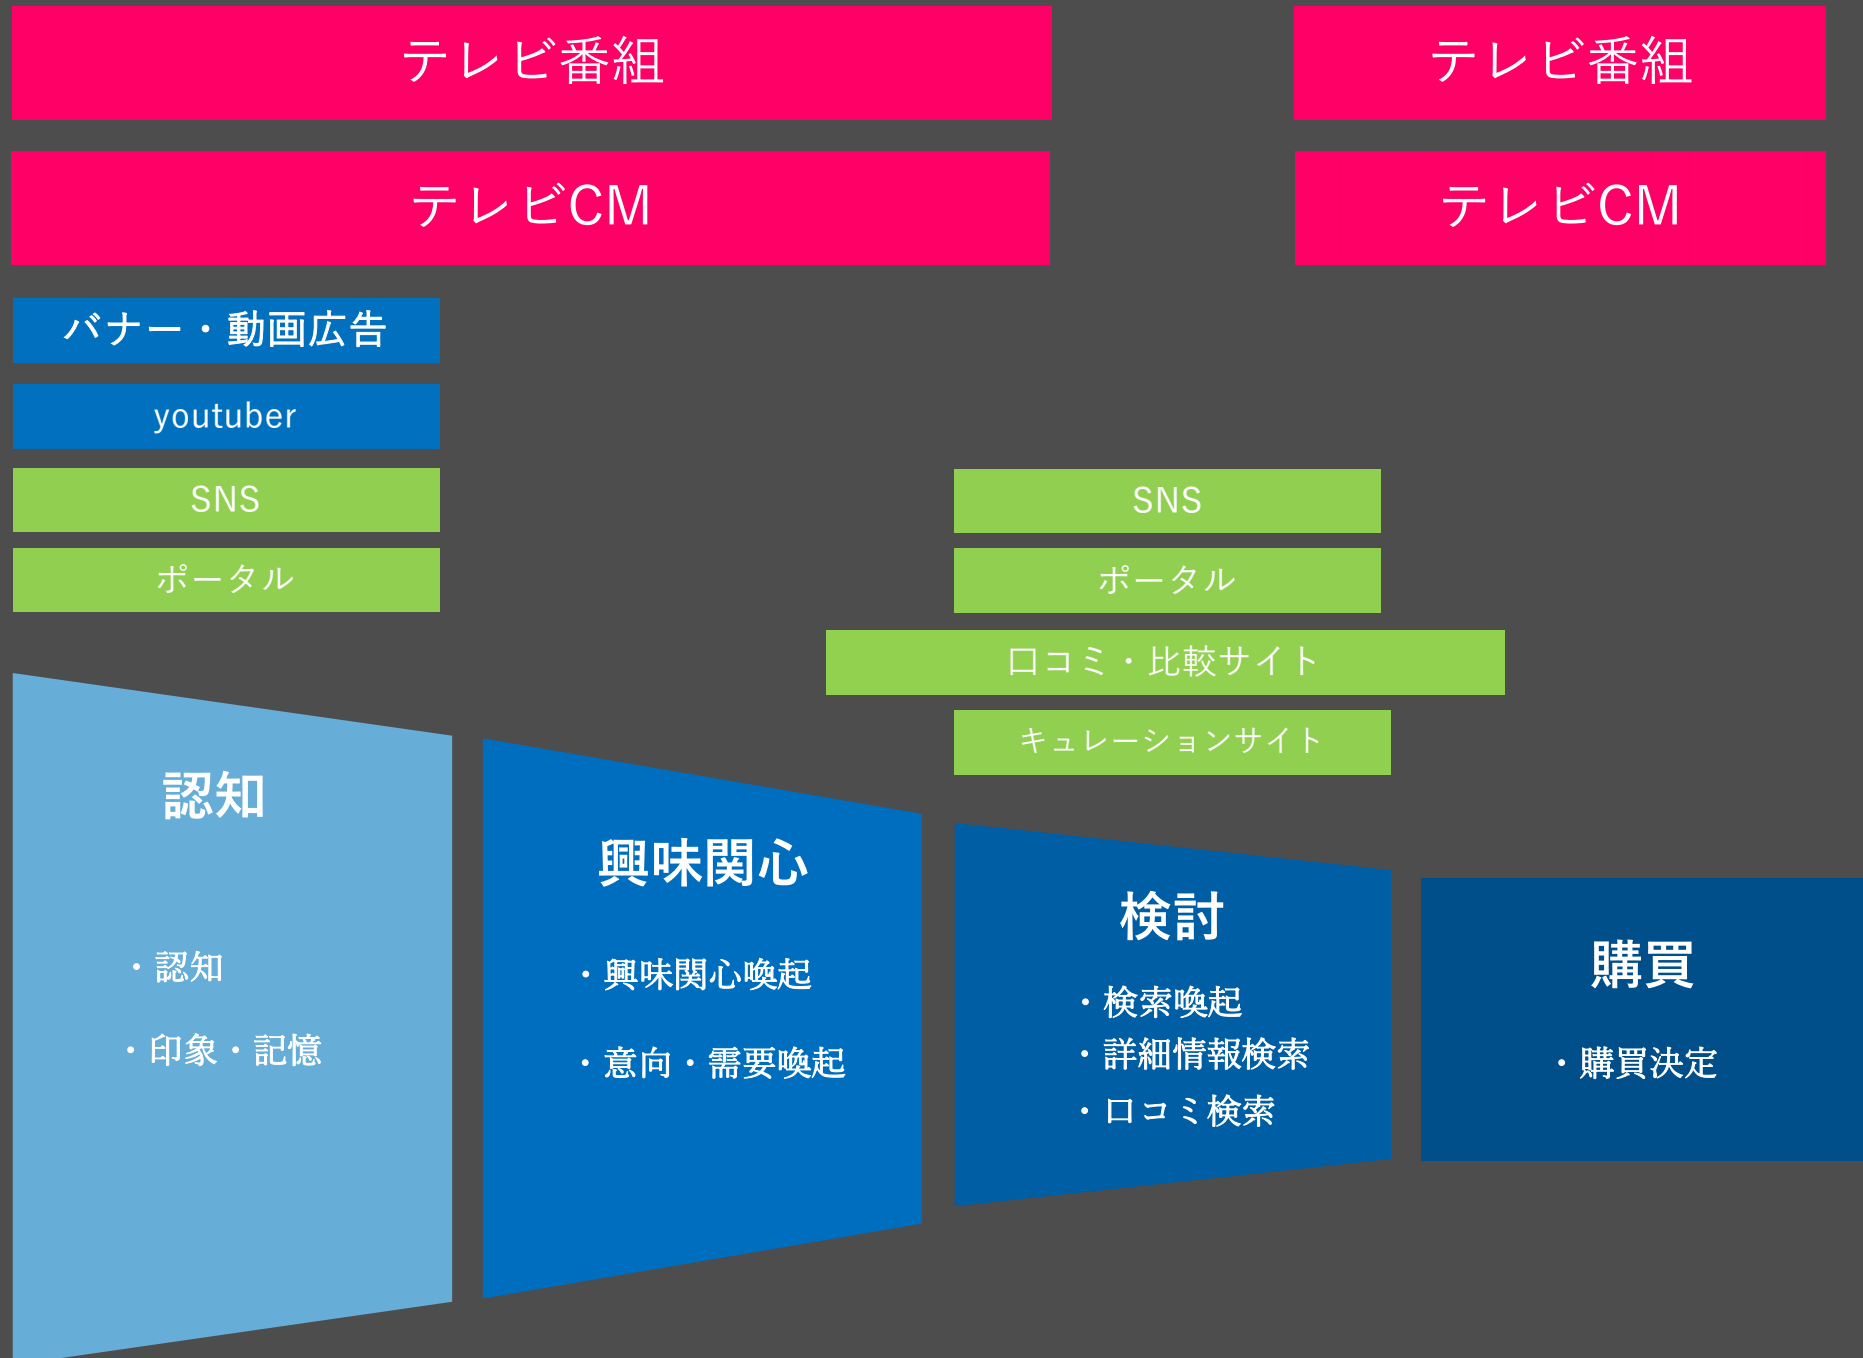 テレビ番組
テレビ番組
テレビCM
テレビCM
バナー・動画広告
youtuber
SNS
SNS
ポータル
ポータル
口コミ・比較サイト
キュレーションサイト
認知
・認知
・印象・記憶
興味関心
・興味関心喚起
・意向・需要喚起
検討
・検索喚起
・詳細情報検索
・口コミ検索
購買
・購買決定